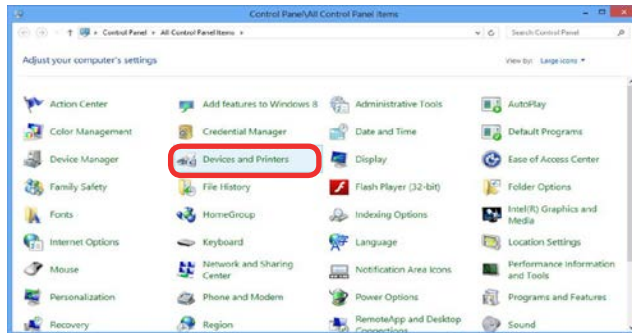 Control Panel\All Control Panel Items
Control Panel
All Control Panel Items
Search Control Panel
Adjust your computer's settings
View by: Large icons
Action Center
Add features to Windows 8
Administrative Tools
AutoPlay
Color Management
Credential Manager
Date and Time
Default Programs
Device Manager
Devices and Printers
Display
Ease of Access Center
Family Safety
File History
Flash Player (32-bit)
Folder Options
Fonts
HomeGroup
Indexing Options
Intel(R) Graphics and
Media
Internet Options
Keyboard
Language
Location Settings
Mouse
Network and Sharing
Center
Notification Area Icons
Performance Information
and Tools
Personalization
Phone and Modem
Power Options
Programs and Features
Recovery
Region
RemoteApp and Desktop
Connections
Sound